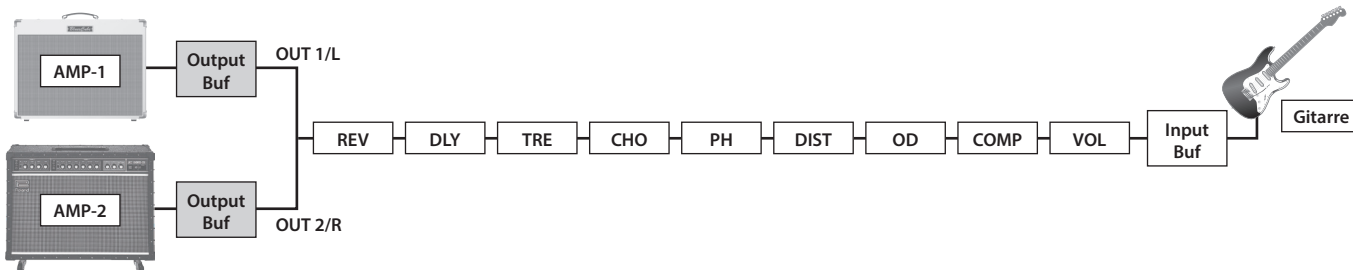 AMP-1
Output
Buf
OUT 1/L
REV
DLY
TRE
CHO
PH
DIST
OD
COMP
VOL
Input
Buf
Gitarre
AMP-2
Output
Buf
OUT 2/R